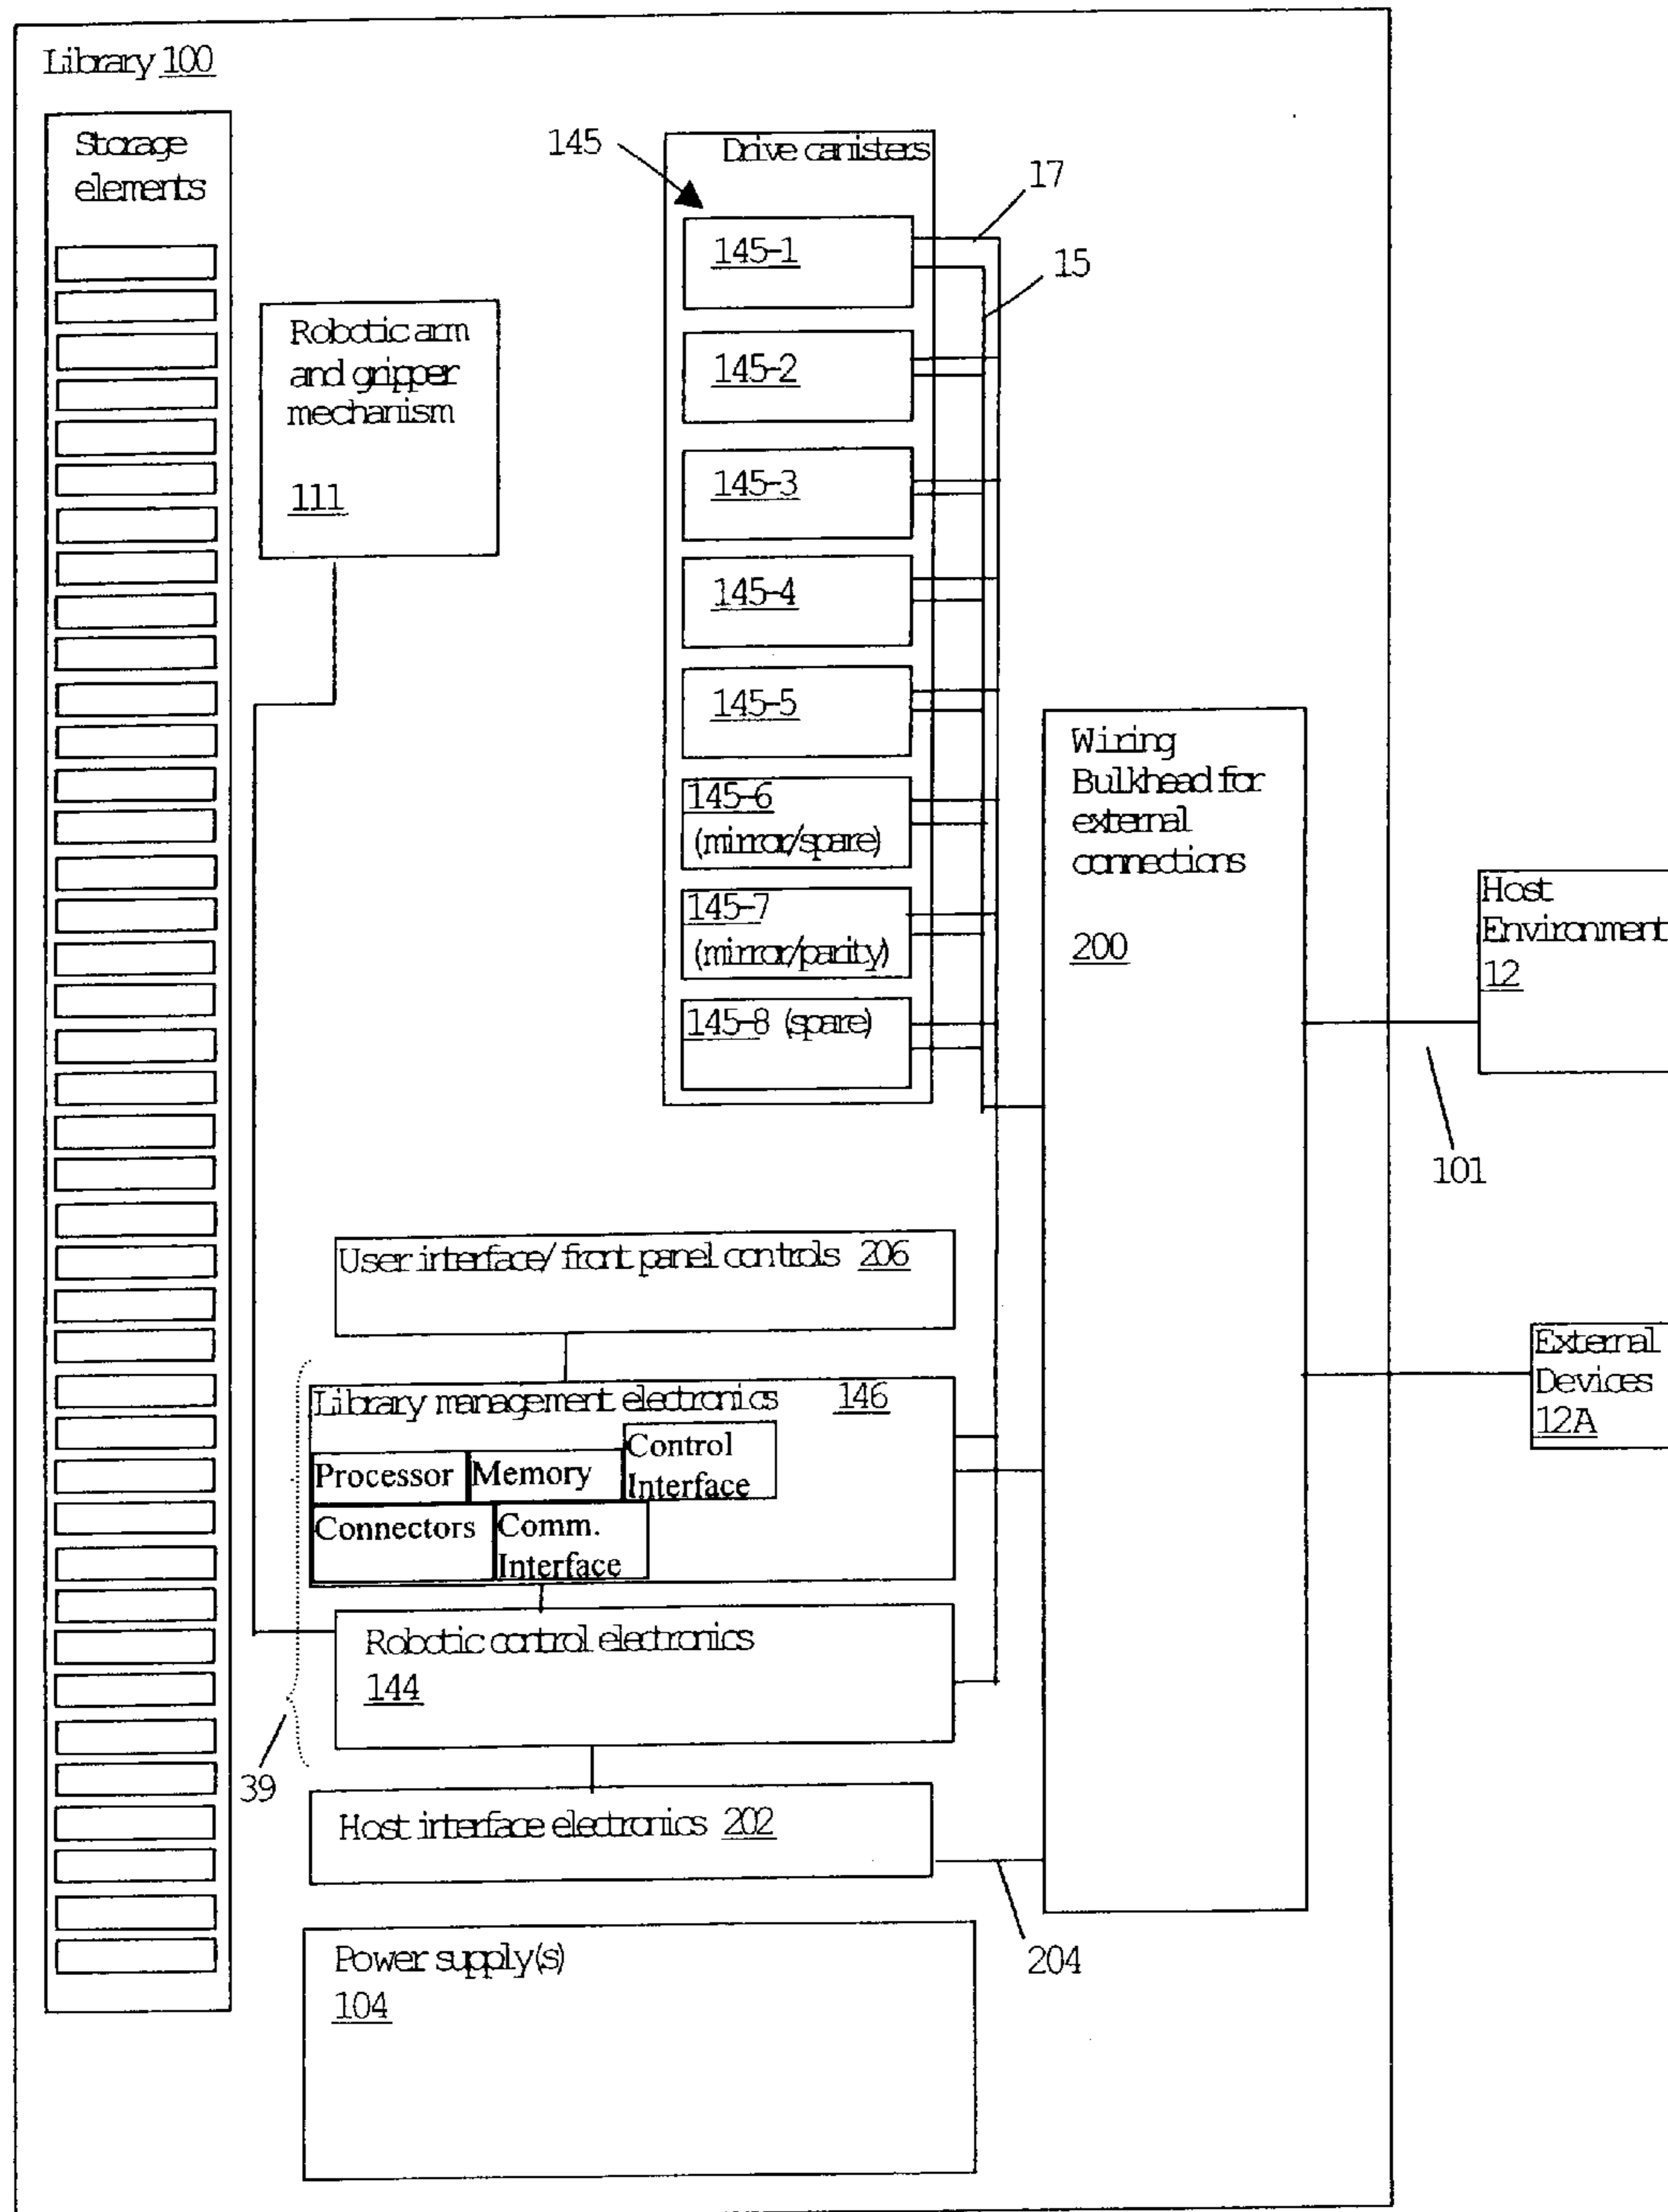 Library 100
Storage
elements
145
Drive canisters
17
15
145-1
145-2
145-3
145-4
145-5
145-6
(mirror/spare)
145-7
(mirror/parity)
145-8 (spare)
Robotic arm
and gripper
mechanism
111
Wiring
Bulkhead for
external
connections
200
Host
Environment
12
101
External
Devices
12A
User interface/ front panel controls 206
Library management electronics 146
Processor
Memory
Control
Interface
Connectors
Comm.
Interface
Robotic control electronics
144
39
Host interface electronics 202
204
Power supply(s)
104